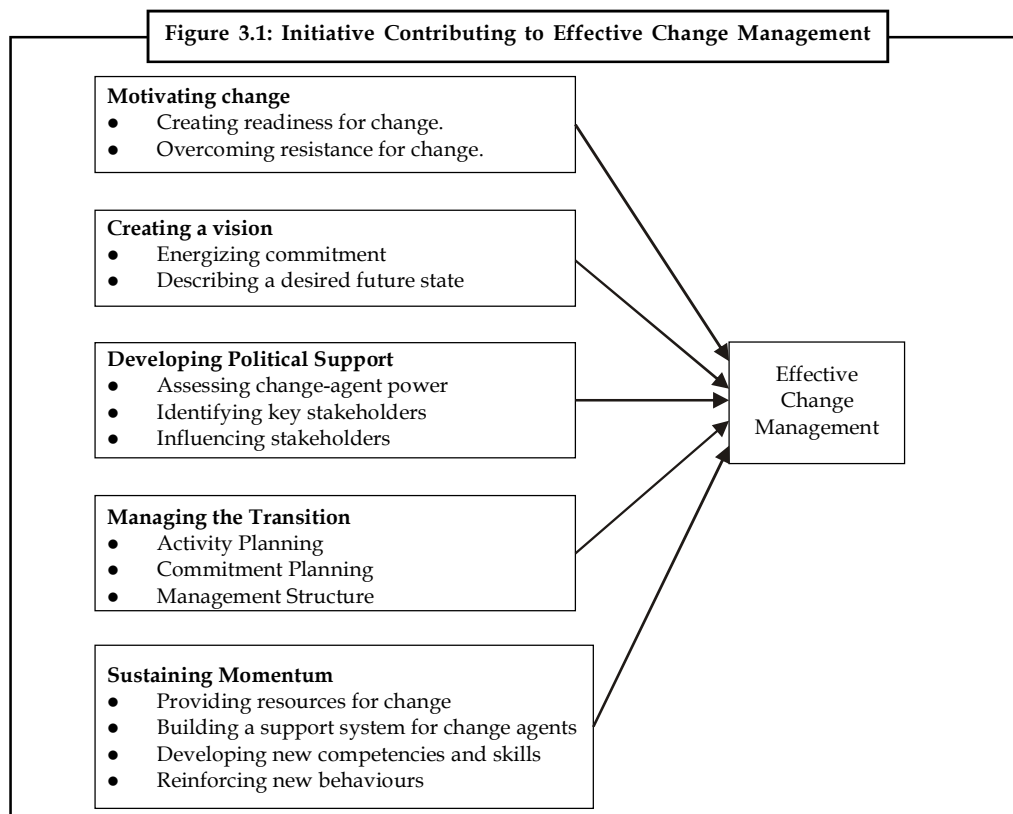 Figure 3.1: Initiative Contributing to Effective Change Management
Motivating change
● Creating readiness for change.
● Overcoming resistance for change.
Creating a vision
● Energizing commitment
● Describing a desired future state
Developing Political Support
● Assessing change-agent power
● Identifying key stakeholders
● Influencing stakeholders
Managing the Transition
● Activity Planning
● Commitment Planning
● Management Structure
Sustaining Momentum
● Providing resources for change
● Building a support system for change agents
● Developing new competencies and skills
● Reinforcing new behaviours
Effective
Change
Management